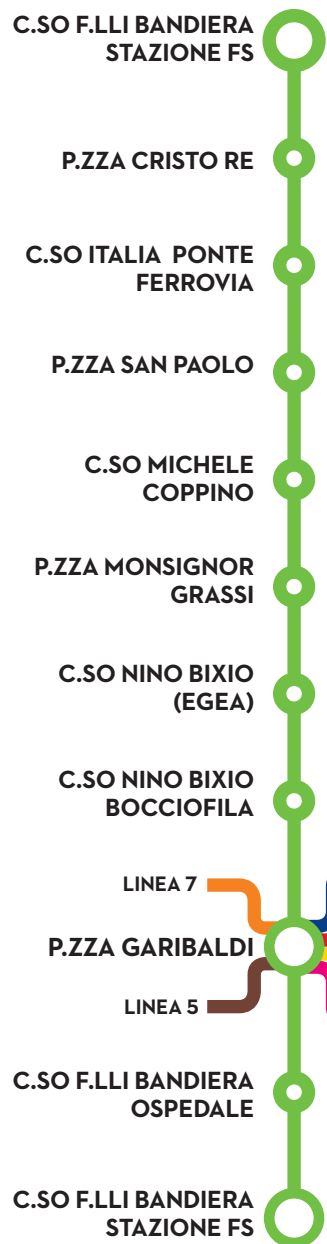 C.SO F.LLI BANDIERA
STAZIONE FS
P.ZZA CRISTO RE
C.SO ITALIA PONTE
FERROVIA
P.ZZA SAN PAOLO
C.SO MICHELE
COPPINO
P.ZZA MONSIGNOR
GRASSI
C.SO NINO BIXIO
(EGEA)
C.SO NINO BIXIO
BOCCIOFILA
LINEA 7
P.ZZA GARIBALDI
LINEA 5
C.SO F.LLI BANDIERA
OSPEDALE
C.SO F.LLI BANDIERA
STAZIONE FS